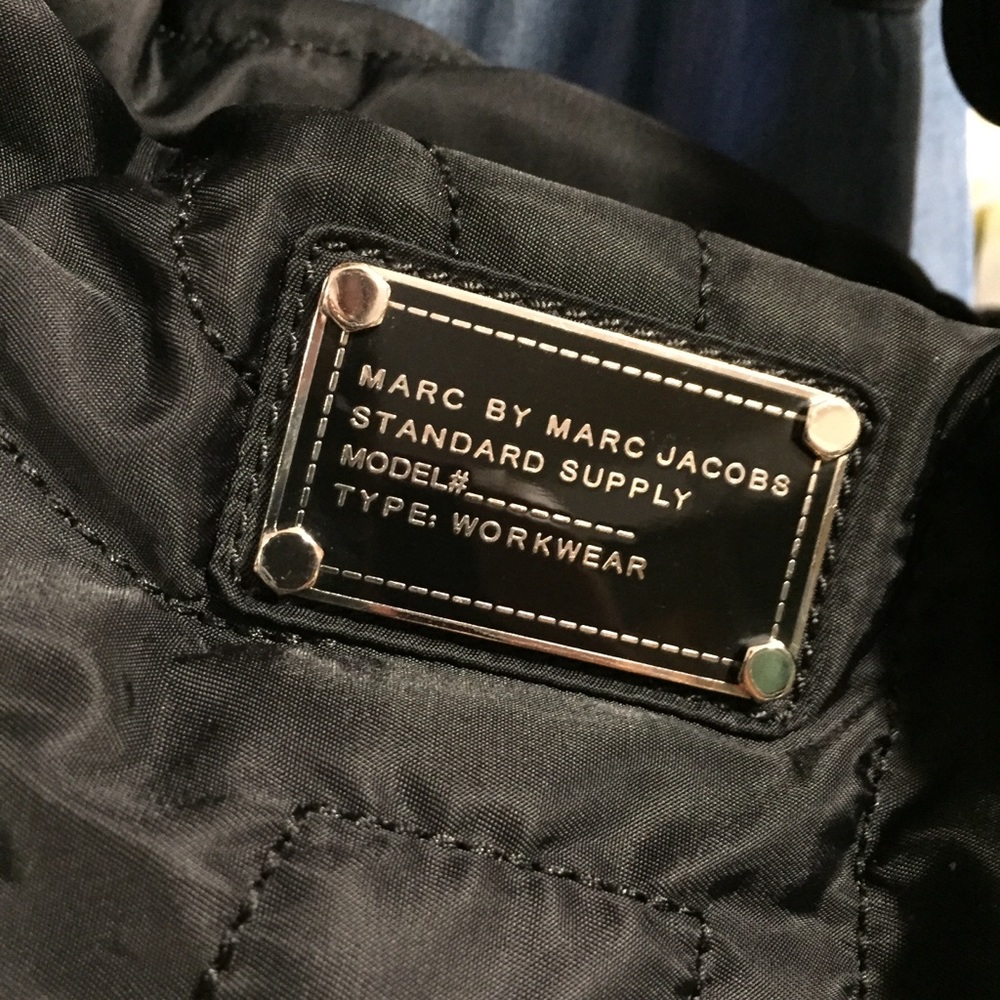 MARC BY MARC JACOBS
STANDARD SUPPLY
MODEL#_________
TYPE: WORKWEAR